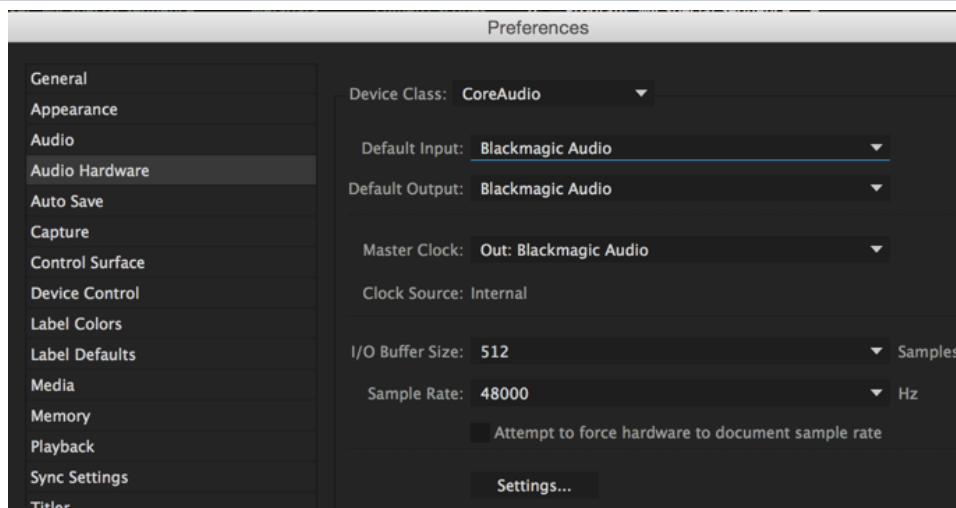 Preferences
General
Appearance
Audio
Audio Hardware
Auto Save
Capture
Control Surface
Device Control
Label Colors
Label Defaults
Media
Memory
Playback
Sync Settings
Titler
Device Class: CoreAudio
Default Input: Blackmagic Audio
Default Output: Blackmagic Audio
Master Clock: Out: Blackmagic Audio
Clock Source: Internal
I/O Buffer Size: 512 Samples
Sample Rate: 48000 Hz
Attempt to force hardware to document sample rate
Settings...